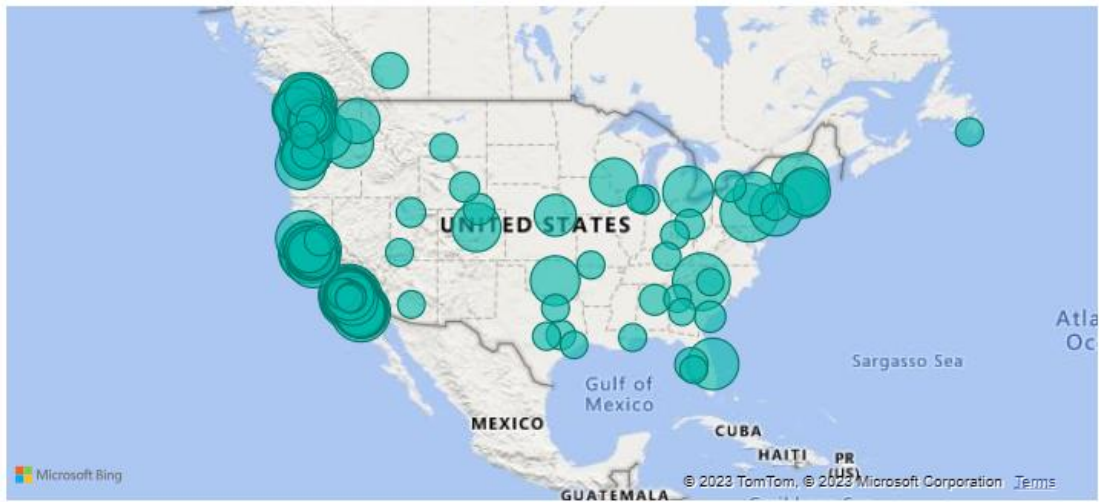 UNITED STATES
Atla
Oc
Sargasso Sea
Gulf of
Mexico
MEXICO
CUBA
HAITI
PR
(US)
Microsoft Bing
© 2023 TomTom, © 2023 Microsoft Corporation
Terms
GUATEMALA